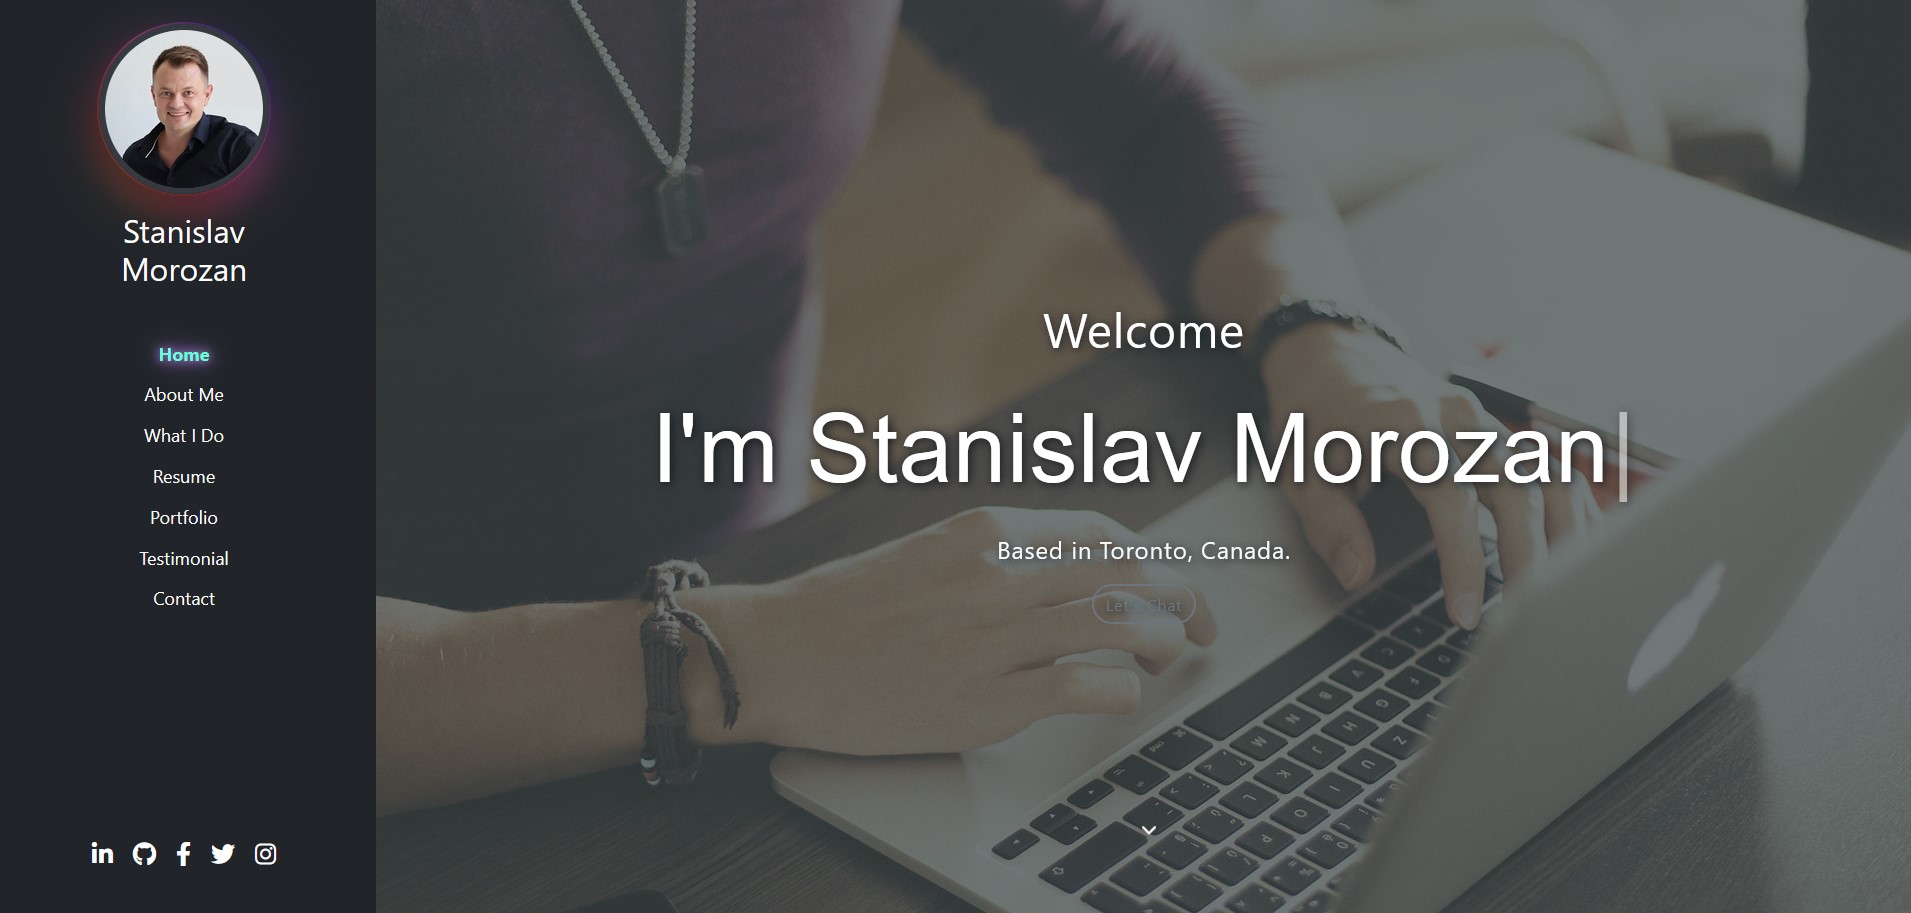 Stanislav
Morozan
Home
About Me
What I Do
Resume
Portfolio
Testimonial
Contact
Welcome
I'm Stanislav Morozan
Based in Toronto, Canada.
Let's Chat